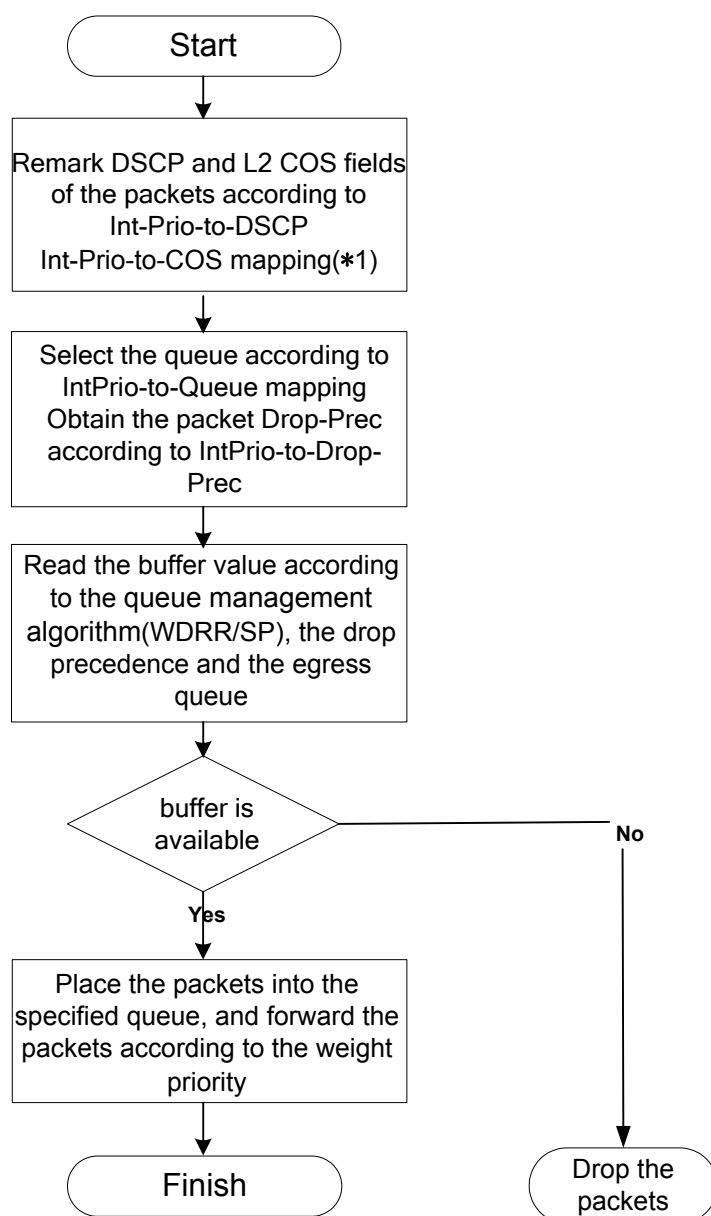 Start
Remark DSCP and L2 COS fields
of the packets according to
Int-Prio-to-DSCP
Int-Prio-to-COS mapping(*1)
Select the queue according to
IntPrio-to-Queue mapping
Obtain the packet Drop-Prec
according to IntPrio-to-Drop-
Prec
Read the buffer value according
to the queue management
algorithm(WDRR/SP), the drop
precedence and the egress
queue
buffer is
available
No
Yes
Place the packets into the
specified queue, and forward the
packets according to the weight
priority
Finish
Drop the
packets